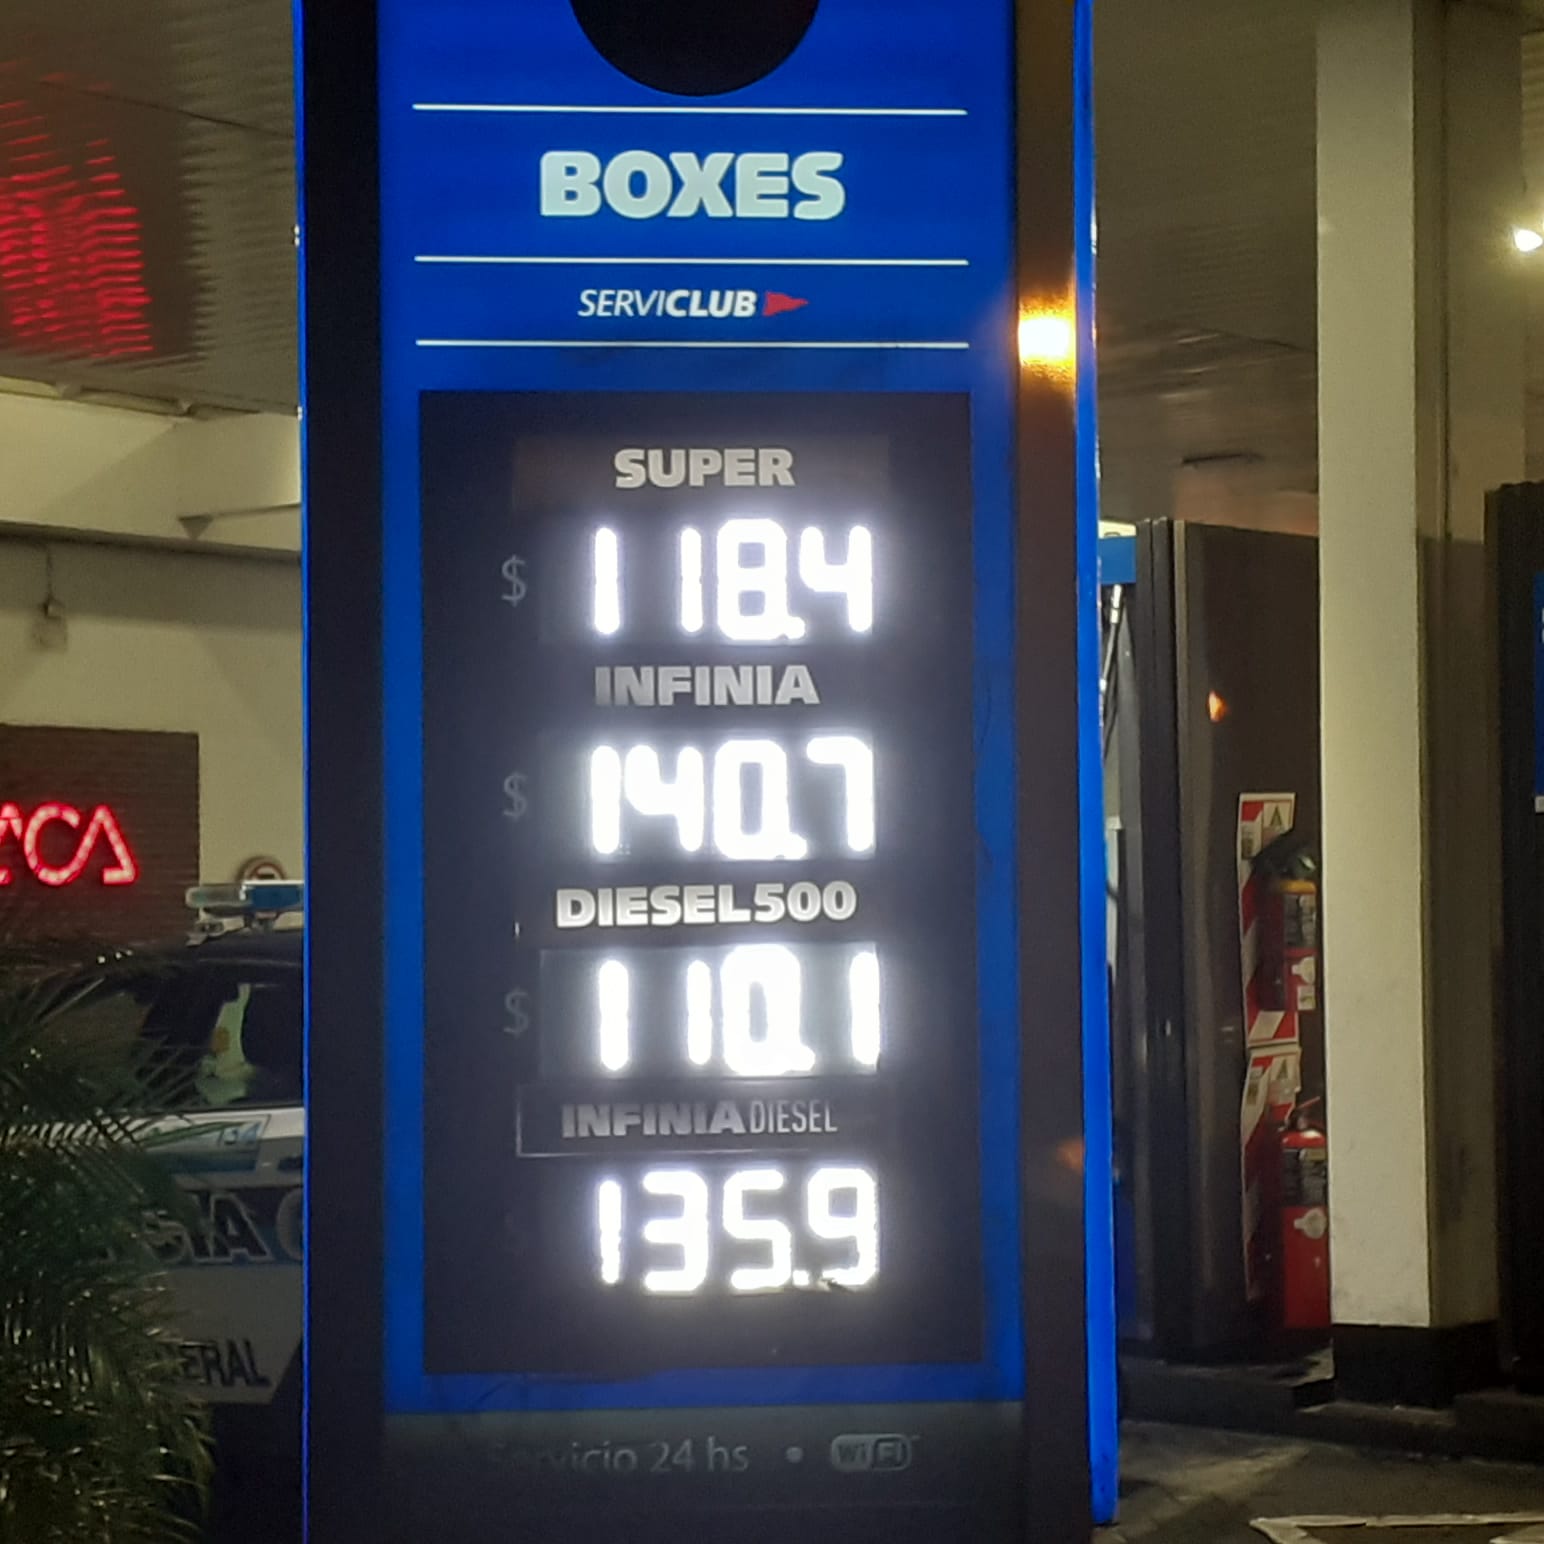 BOXES
SERVICLUB
SUPER
$ 118.4
INFINIA
$ 140.7
DIESEL500
$ 110.1
INFINIA DIESEL
135.9
Servicio 24 hs • WiFi